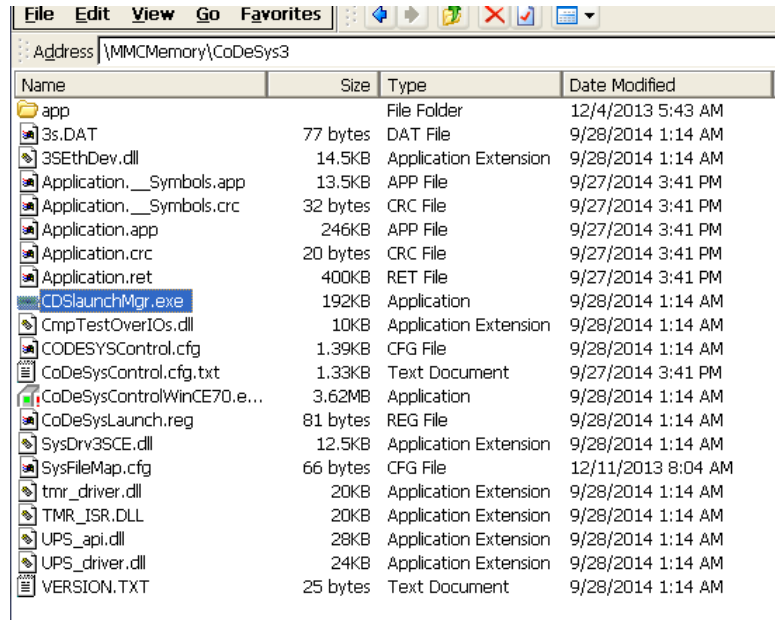 File Edit View Go Favorites
Address \MMCMemory\CoDeSys3
Name Size Type Date Modified
app File Folder 12/4/2013 5:43 AM
3s.DAT 77 bytes DAT File 9/28/2014 1:14 AM
3SEthDev.dll 14.5KB Application Extension 9/28/2014 1:14 AM
Application.__Symbols.app 13.5KB APP File 9/27/2014 3:41 PM
Application.__Symbols.crc 32 bytes CRC File 9/27/2014 3:41 PM
Application.app 246KB APP File 9/27/2014 3:41 PM
Application.crc 20 bytes CRC File 9/27/2014 3:41 PM
Application.ret 400KB RET File 9/27/2014 3:41 PM
CDSlaunchMgr.exe 192KB Application 9/28/2014 1:14 AM
CmpTestOverIOs.dll 10KB Application Extension 9/28/2014 1:14 AM
CODESYSControl.cfg 1.39KB CFG File 9/28/2014 1:14 AM
CoDeSysControl.cfg.txt 1.33KB Text Document 9/27/2014 3:41 PM
CoDeSysControlWinCE70.e... 3.62MB Application 9/28/2014 1:14 AM
CoDeSysLaunch.reg 81 bytes REG File 9/28/2014 1:14 AM
SysDrv3SCE.dll 12.5KB Application Extension 9/28/2014 1:14 AM
SysFileMap.cfg 66 bytes CFG File 12/11/2013 8:04 AM
tmr_driver.dll 20KB Application Extension 9/28/2014 1:14 AM
TMR_ISR.DLL 20KB Application Extension 9/28/2014 1:14 AM
UPS_api.dll 28KB Application Extension 9/28/2014 1:14 AM
UPS_driver.dll 24KB Application Extension 9/28/2014 1:14 AM
VERSION.TXT 25 bytes Text Document 9/28/2014 1:14 AM